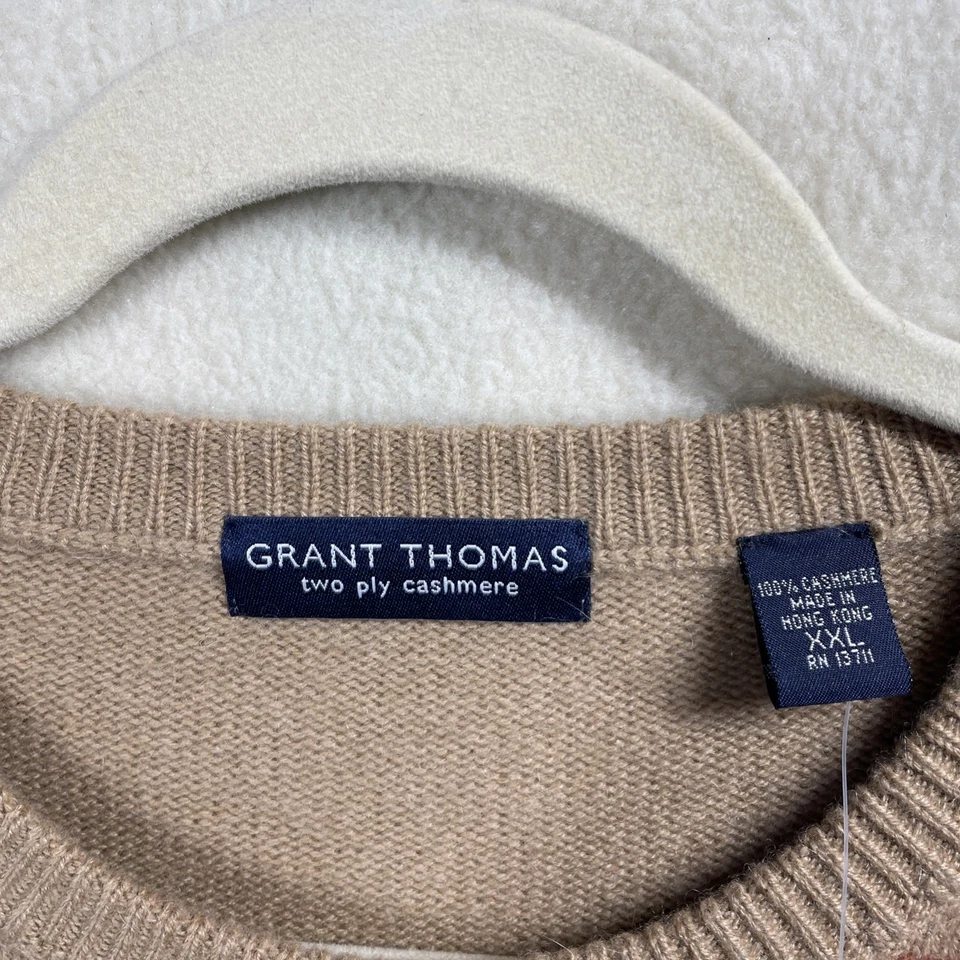 GRANT THOMAS
two ply cashmere
100% CASHMERE
MADE IN
HONG KONG
XXL
RN 13711